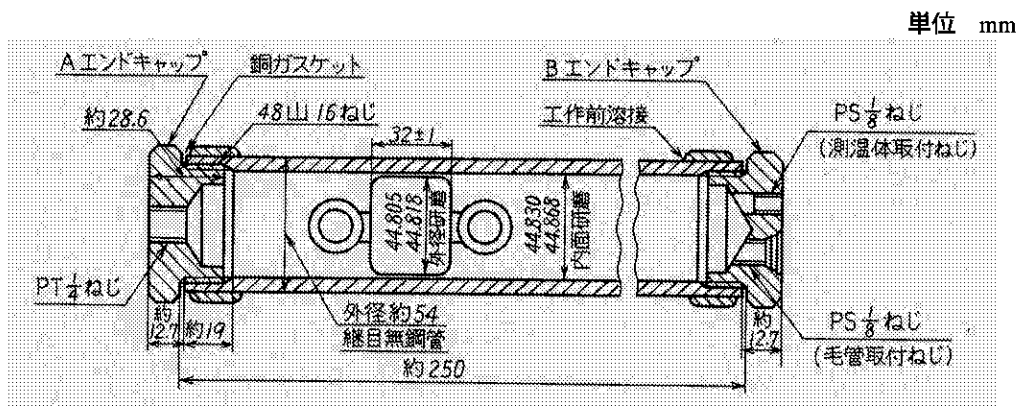 単位 mm
Aエンドキャップ
銅ガスケット
Bエンドキャップ
約28.6
48山16ねじ
32±1
工作前溶接
PS 1/8 ねじ
(測温体取付ねじ)
44.805
44.818
外径研磨
44.830
44.868
内面研磨
PT 1/4 ねじ
約
12.7
約19
外径約54
継目無鋼管
約
12.7
PS 1/8 ねじ
(毛管取付ねじ)
約250